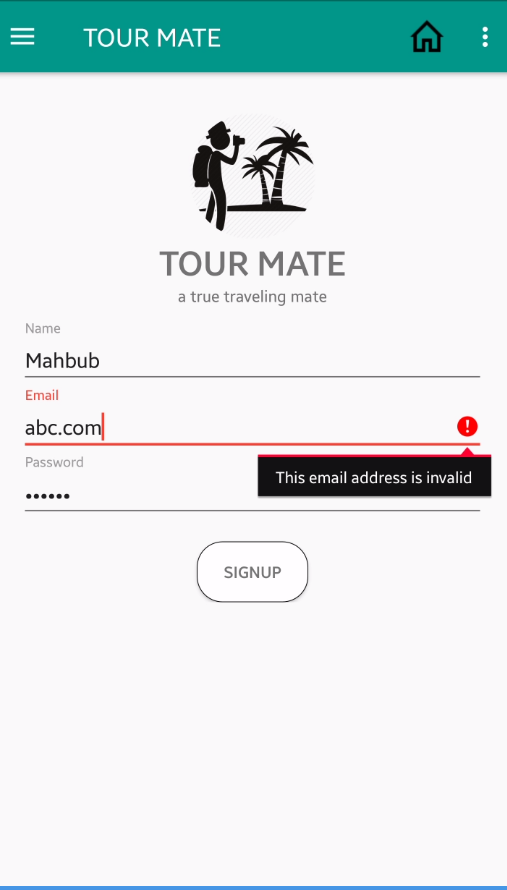 TOUR MATE
TOUR MATE
a true traveling mate
Name
Mahbub
Email
abc.com
This email address is invalid
Password
••••••
SIGNUP